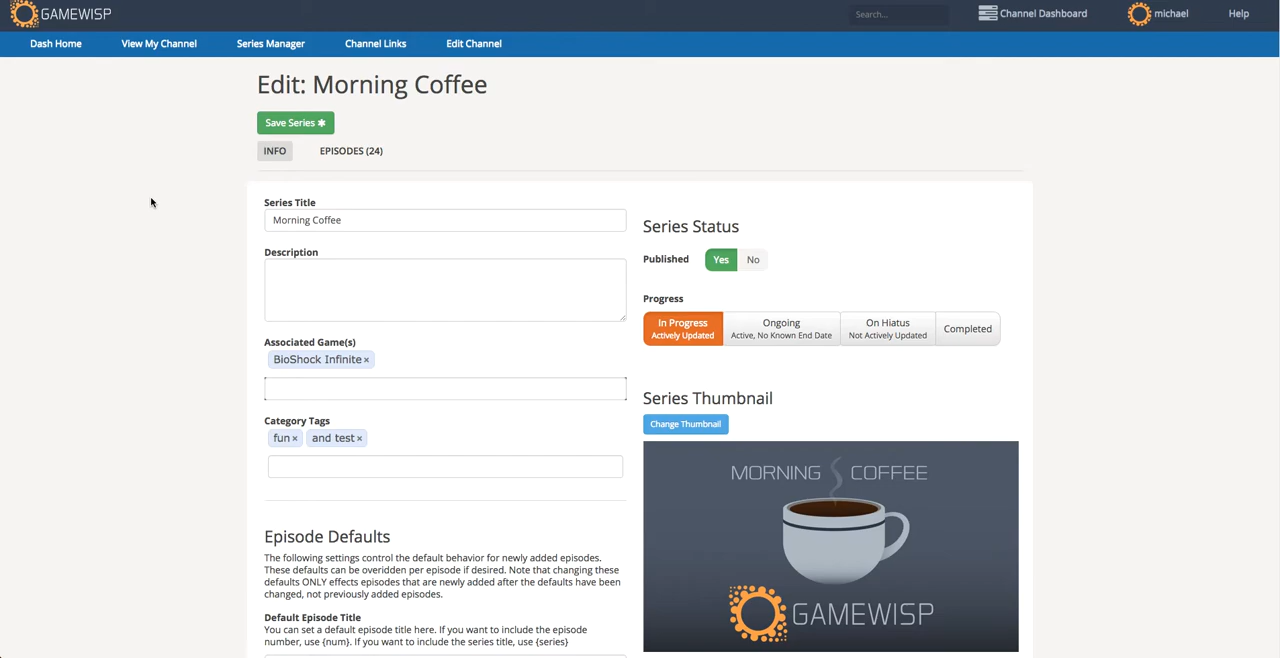 GAMEWISP
Search...
Channel Dashboard
michael
Help
Dash Home
View My Channel
Series Manager
Channel Links
Edit Channel
Edit: Morning Coffee
Save Series ✱
INFO
EPISODES (24)
Series Title
Morning Coffee
Description
Associated Game(s)
BioShock Infinite ×
Category Tags
fun × and test ×
Episode Defaults
The following settings control the default behavior for newly added episodes.
These defaults can be overidden per episode if desired. Note that changing these
defaults ONLY effects episodes that are newly added after the defaults have been
changed, not previously added episodes.
Default Episode Title
You can set a default episode title here. If you want to include the episode
number, use {num}. If you want to include the series title, use {series}
Series Status
Published Yes No
Progress
In Progress
Actively Updated
Ongoing
Active, No Known End Date
On Hiatus
Not Actively Updated
Completed
Series Thumbnail
Change Thumbnail
MORNING COFFEE
GAMEWISP